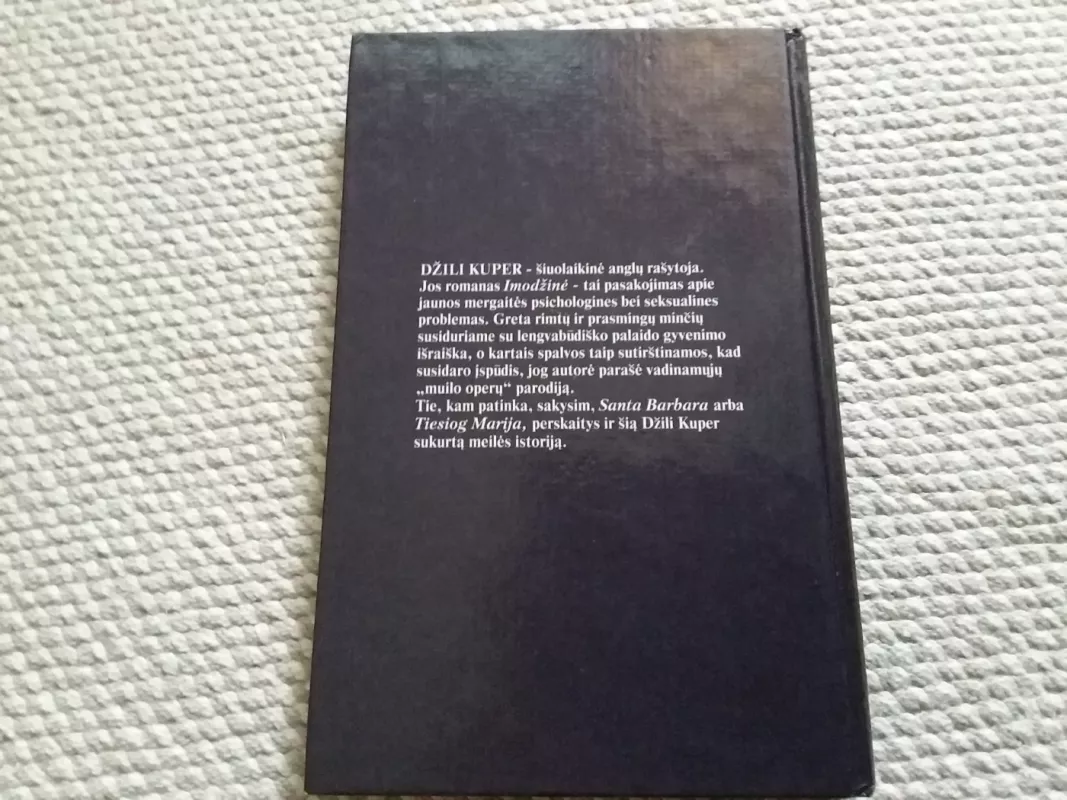 DŽILI KUPER - šiuolaikinė anglų rašytoja.
Jos romanas Imodžinė - tai pasakojimas apie
jaunos mergaitės psichologines bei seksualines
problemas. Greta rimtų ir prasmingų minčių
susiduriame su lengvabūdiško palaido gyvenimo
išraiška, o kartais spalvos taip sutirštinamos, kad
susidaro įspūdis, jog autorė parašė vadinamųjų
„muilo operų“ parodiją.
Tie, kam patinka, sakysim, Santa Barbara arba
Tiesiog Marija, perskaitys ir šią Džili Kuper
sukurtą meilės istoriją.